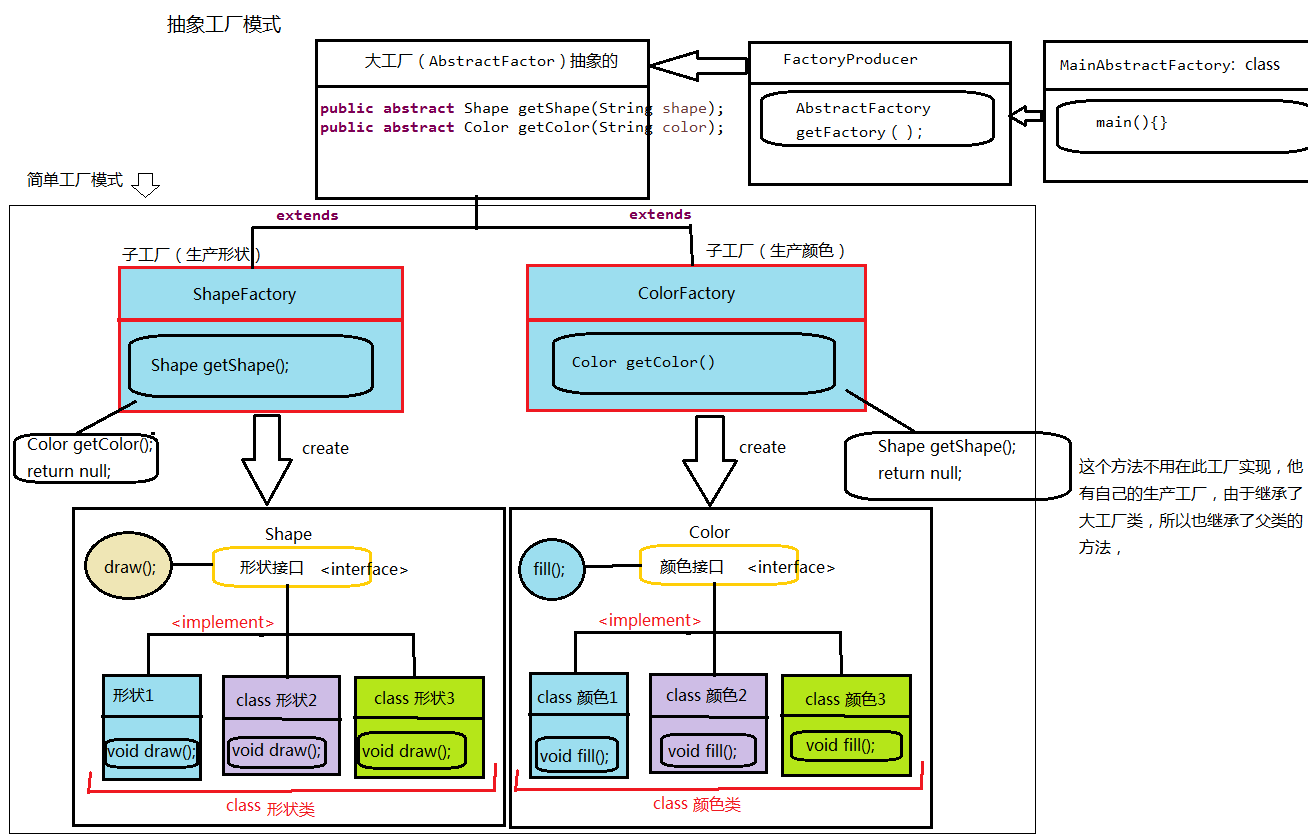 抽象工厂模式
大工厂（AbstractFactor）抽象的
public abstract Shape getShape(String shape);
public abstract Color getColor(String color);
FactoryProducer
AbstractFactory
getFactory（）;
MainAbstractFactory：class
main(){}
简单工厂模式
extends
extends
子工厂（生产形状）
ShapeFactory
Shape getShape();
子工厂（生产颜色）
ColorFactory
Color getColor()
Color getColor();
return null;
create
create
Shape getShape();
return null;
这个方法不用在此工厂实现，他
有自己的生产工厂，由于继承了
大工厂类，所以也继承了父类的
方法，
Shape
draw();
形状接口 <interface>
<implement>
形状1
void draw();
class 形状2
void draw();
class 形状3
void draw();
class 形状类
Color
fill();
颜色接口 <interface>
<implement>
class 颜色1
void fill();
class 颜色2
void fill();
class 颜色3
void fill();
class 颜色类